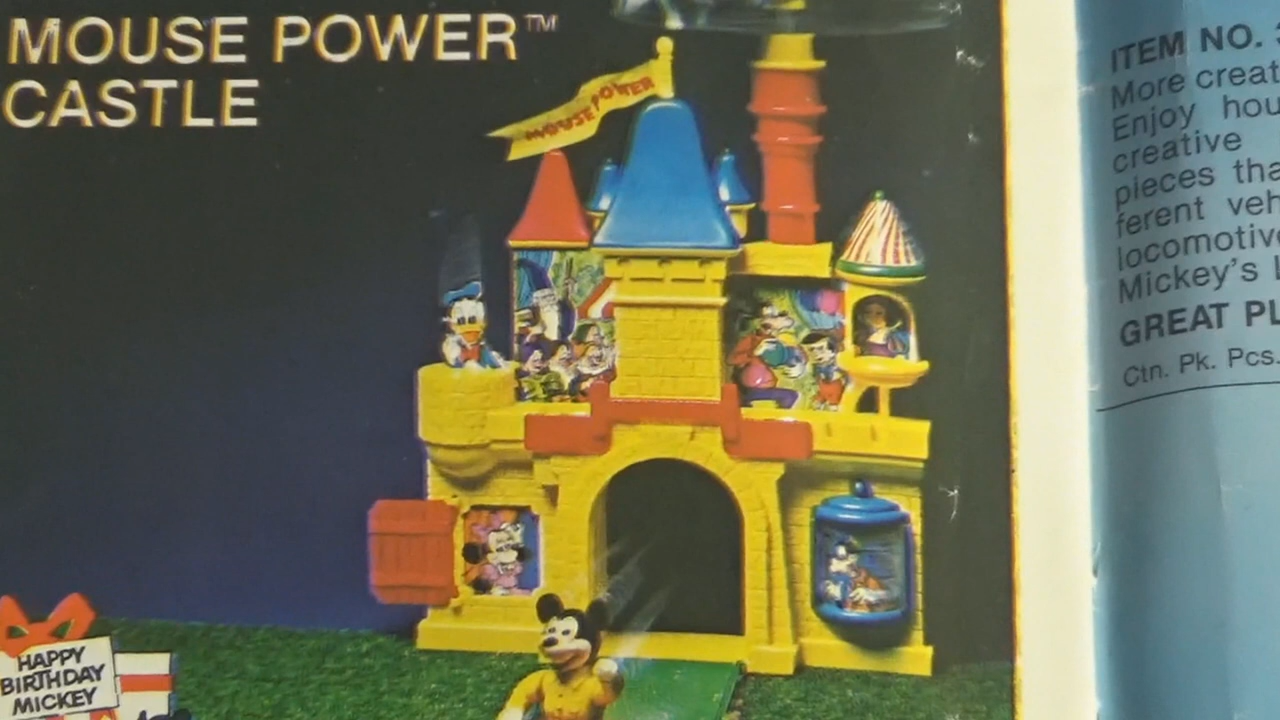 MOUSE POWER™
CASTLE
MOUSE POWER
HAPPY
BIRTHDAY
MICKEY
ITEM NO.
More creat
Enjoy hou
creative
pieces tha
ferent veh
locomotive
Mickey's
GREAT PL
Ctn. Pk. Pcs.